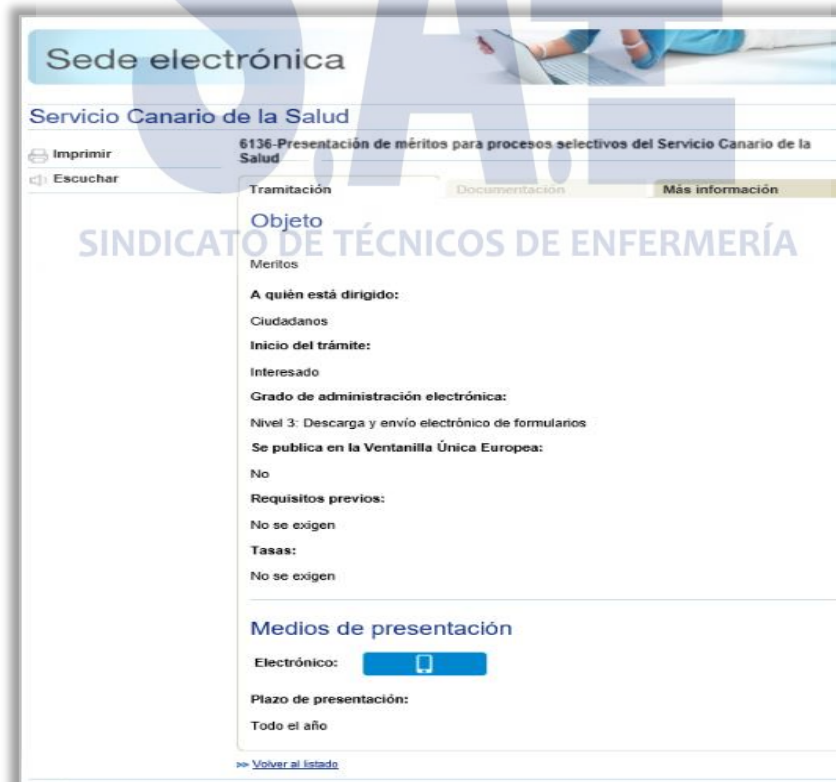 S.A.E
Sede electrónica
Servicio Canario de la Salud
Imprimir
Escuchar
6136-Presentación de méritos para procesos selectivos del Servicio Canario de la
Salud
Tramitación
Documentación
Más información
Objeto
SINDICATO DE TÉCNICOS DE ENFERMERÍA
Meritos
A quién está dirigido:
Ciudadanos
Inicio del trámite:
Interesado
Grado de administración electrónica:
Nivel 3: Descarga y envío electrónico de formularios
Se publica en la Ventanilla Única Europea:
No
Requisitos previos:
No se exigen
Tasas:
No se exigen
Medios de presentación
Electrónico:
Plazo de presentación:
Todo el año
Volver al listado